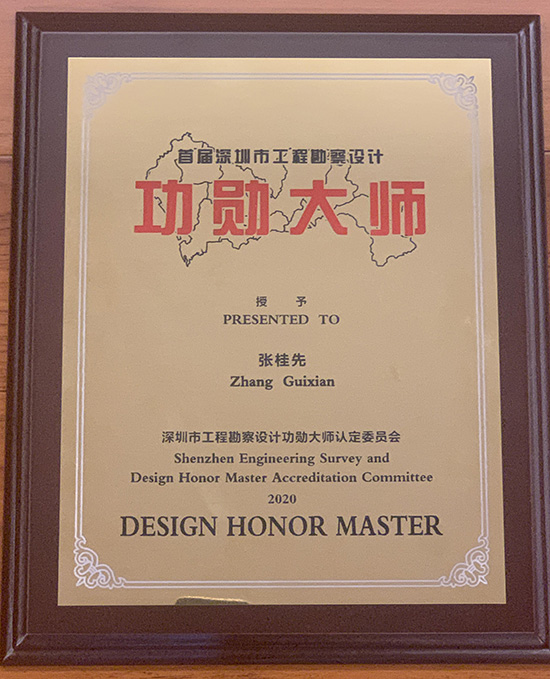 首届深圳市工程勘察设计
功勋大师
授 予
PRESENTED TO
张桂先
Zhang Guixian
深圳市工程勘察设计功勋大师认定委员会
Shenzhen Engineering Survey and
Design Honor Master Accreditation Committee
2020
DESIGN HONOR MASTER